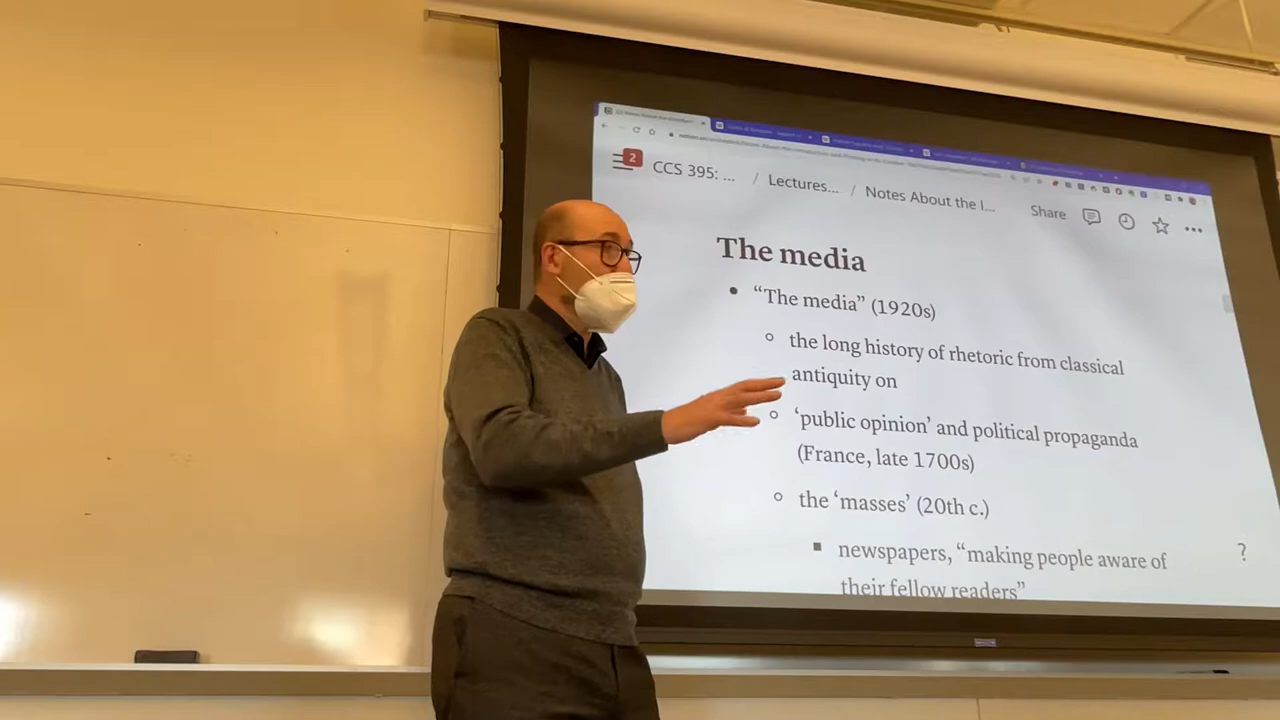 2
CCS 395: ... / Lectures... / Notes About the I...
Share
The media
“The media” (1920s)
the long history of rhetoric from classical
antiquity on
‘public opinion’ and political propaganda
(France, late 1700s)
the ‘masses’ (20th c.)
newspapers, “making people aware of
their fellow readers”
?